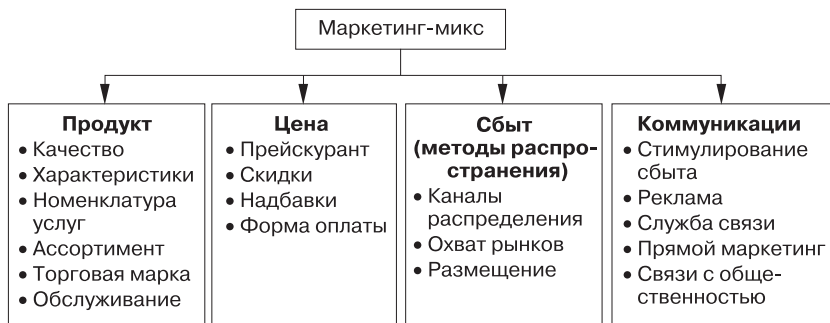 Маркетинг-микс
Продукт
• Качество
• Характеристики
• Номенклатура
услуг
• Ассортимент
• Торговая марка
• Обслуживание
Цена
• Прейскурант
• Скидки
• Надбавки
• Форма оплаты
Сбыт
(методы распро-
странения)
• Каналы
распределения
• Охват рынков
• Размещение
Коммуникации
• Стимулирование
сбыта
• Реклама
• Служба связи
• Прямой маркетинг
• Связи с обще-
ственностью